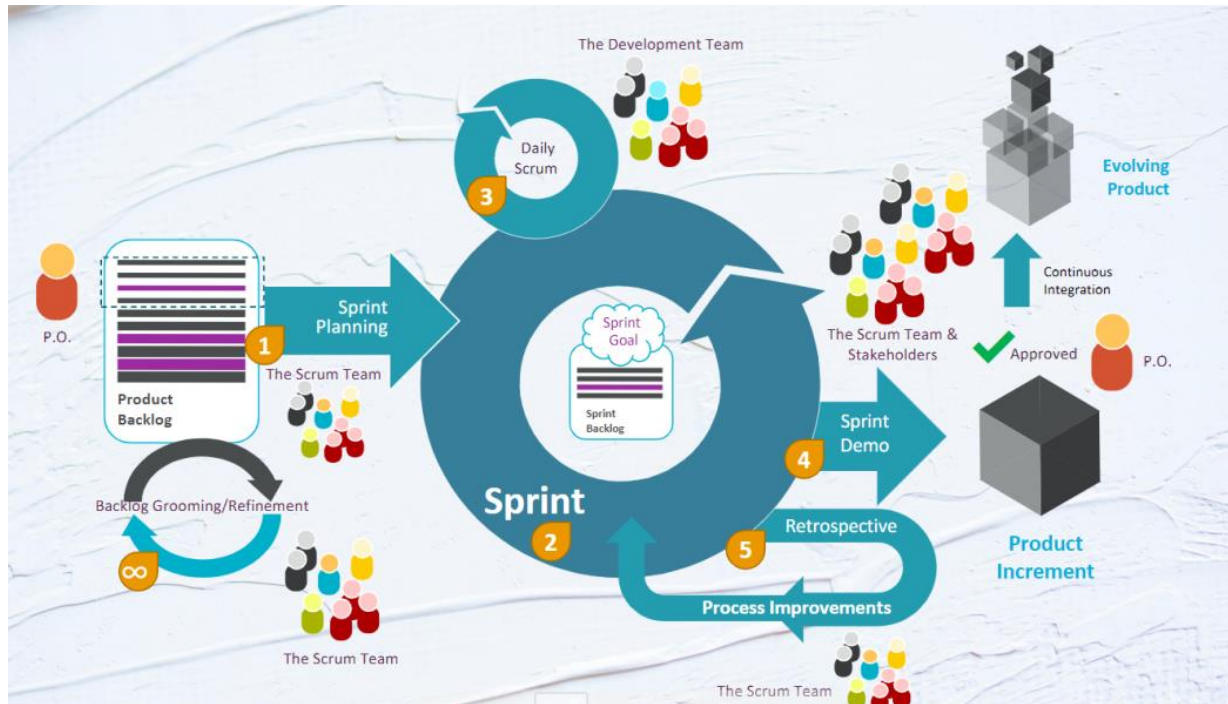 The Development Team
Daily
Scrum
3
Evolving
Product
P.O.
Product
Backlog
1
Sprint
Planning
The Scrum Team
Sprint
Goal
Sprint
Backlog
The Scrum Team &
Stakeholders
Continuous
Integration
Approved
P.O.
4
Sprint
Demo
Product
Increment
Backlog Grooming/Refinement
∞
The Scrum Team
Sprint
2
5
Retrospective
Process Improvements
The Scrum Team